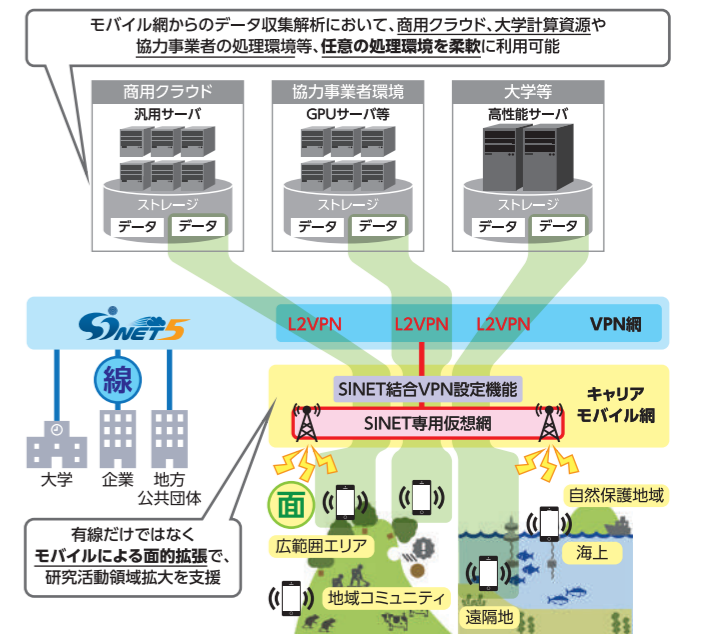 モバイル網からのデータ収集解析において、商用クラウド、大学計算資源や
協力事業者の処理環境等、任意の処理環境を柔軟に利用可能
商用クラウド
汎用サーバ
ストレージ
データ
データ
協力事業者環境
GPUサーバ等
ストレージ
データ
データ
大学等
高性能サーバ
ストレージ
データ
データ
SINET5
L2VPN
L2VPN
L2VPN
VPN網
線
大学
企業
地方
公共団体
SINET結合VPN設定機能
SINET専用仮想網
キャリア
モバイル網
有線だけではなく
モバイルによる面的拡張で、
研究活動領域拡大を支援
面
広範囲エリア
地域コミュニティ
自然保護地域
海上
遠隔地